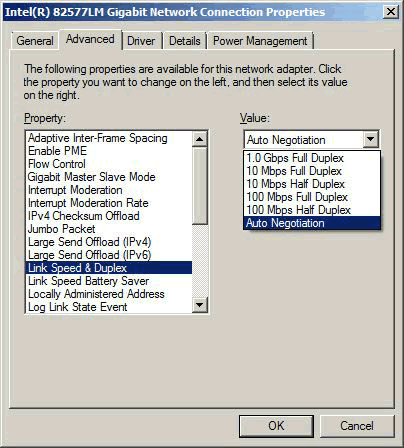 Intel(R) 82577LM Gigabit Network Connection Properties
General
Advanced
Driver
Details
Power Management
The following properties are available for this network adapter. Click
the property you want to change on the left, and then select its value
on the right.
Property:
Value:
Adaptive Inter-Frame Spacing
Enable PME
Flow Control
Gigabit Master Slave Mode
Interrupt Moderation
Interrupt Moderation Rate
IPv4 Checksum Offload
Jumbo Packet
Large Send Offload (IPv4)
Large Send Offload (IPv6)
Link Speed & Duplex
Link Speed Battery Saver
Locally Administered Address
Log Link State Event
Auto Negotiation
1.0 Gbps Full Duplex
10 Mbps Full Duplex
10 Mbps Half Duplex
100 Mbps Full Duplex
100 Mbps Half Duplex
Auto Negotiation
OK
Cancel